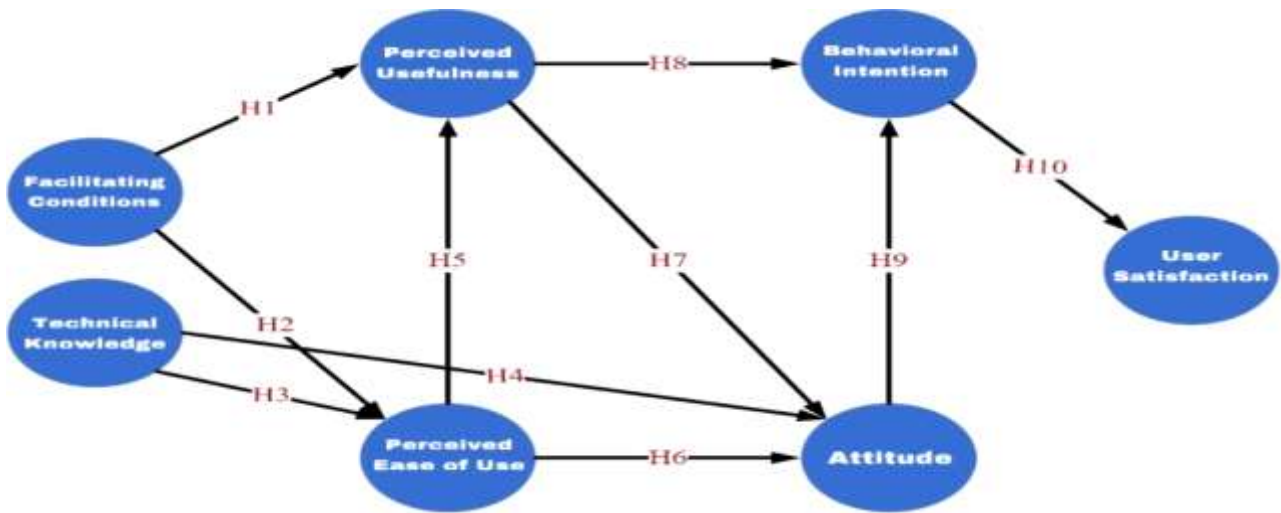 Perceived
Usefulness
H8
Behavioral
Intention
H1
Facilitating
Conditions
H10
H5
H7
H9
User
Satisfaction
Technical
Knowledge
H2
H4
H3
Perceived
Ease of Use
H6
Attitude